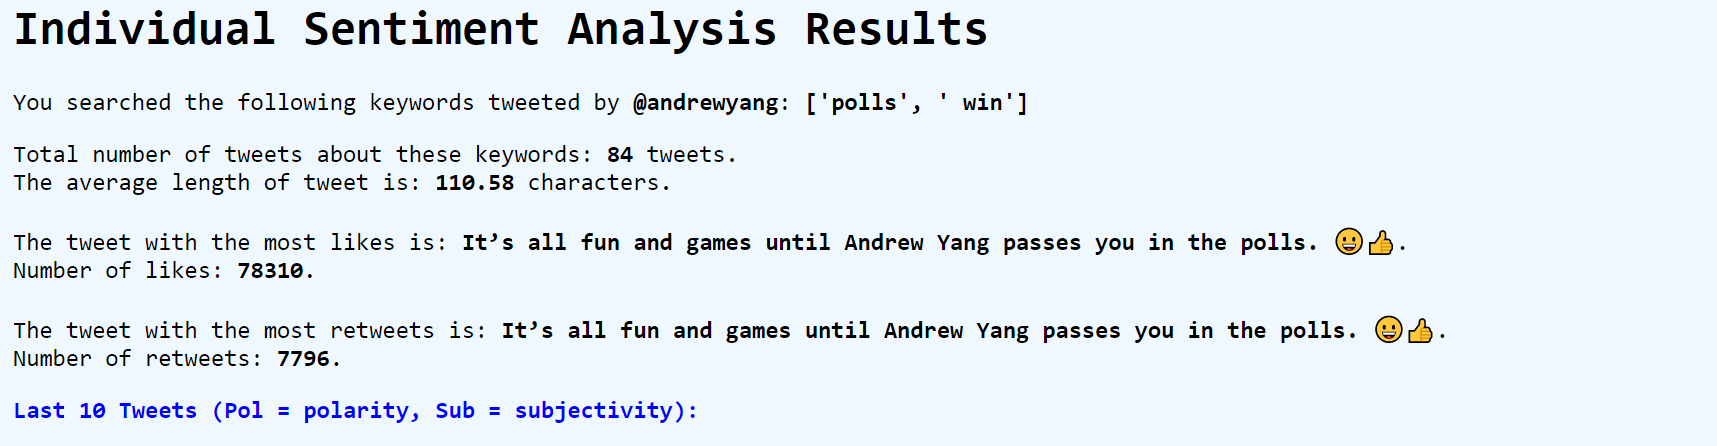 Individual Sentiment Analysis Results
You searched the following keywords tweeted by @andrewyang: ['polls', ' win']
Total number of tweets about these keywords: 84 tweets.
The average length of tweet is: 110.58 characters.
The tweet with the most likes is: It’s all fun and games until Andrew Yang passes you in the polls. 😀👍.
Number of likes: 78310.
The tweet with the most retweets is: It’s all fun and games until Andrew Yang passes you in the polls. 😀👍.
Number of retweets: 7796.
Last 10 Tweets (Pol = polarity, Sub = subjectivity):